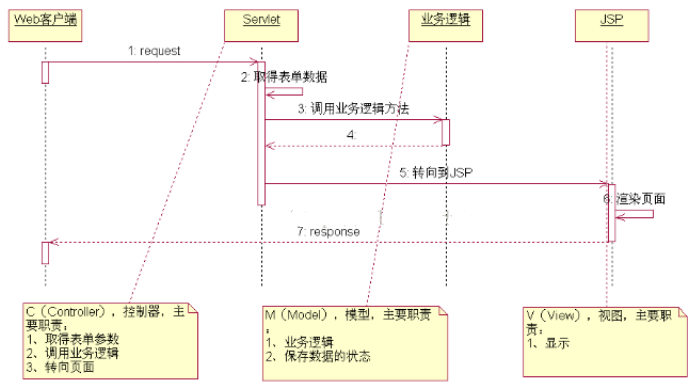 Web客户端
Servlet
业务逻辑
JSP
1: request
2: 取得表单数据
3: 调用业务逻辑方法
4:
5: 转向到JSP
6: 渲染页面
7: response
C（Controller），控制器，主
要职责：
1、取得表单参数
2、调用业务逻辑
3、转向页面
M（Model），模型，主要职责
：
1、业务逻辑
2、保存数据的状态
V（View），视图，主要职
责：
1、显示